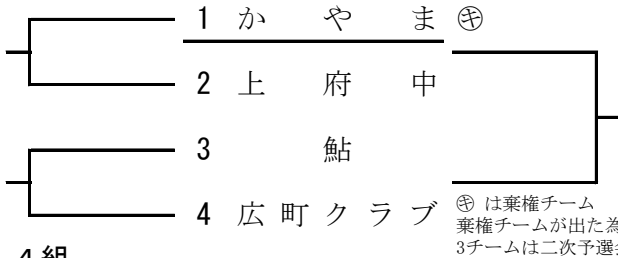 1 かやま ㋖
2 上府中
3 鮎
4 広町クラブ
㋖ は棄権チーム
棄権チームが出た為
3チームは二次予選
4組